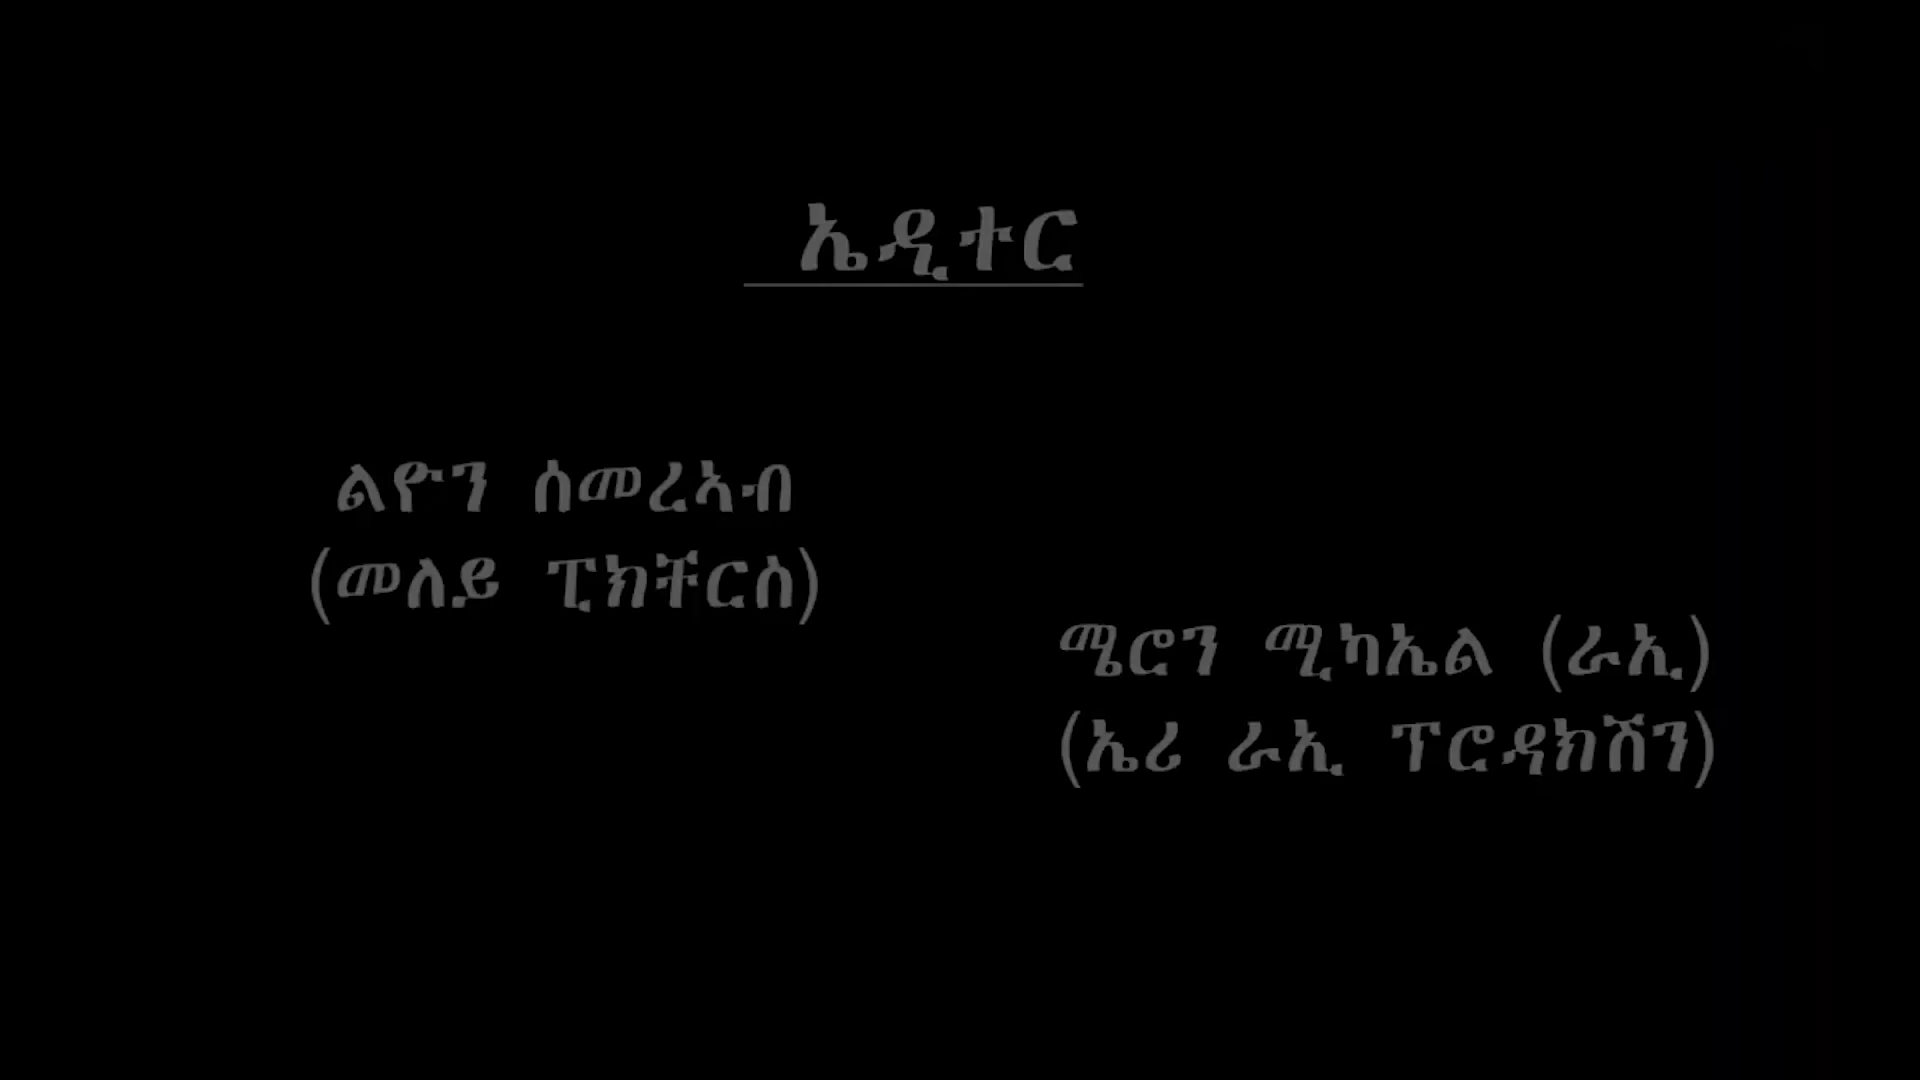 ኤዲተር
ልዮን ሰመረኣብ
(መለይ ፒክቸርስ)
ሜሮን ሚካኤል (ራኢ)
(ኤሪ ራኢ ፕሮዳክሽን)